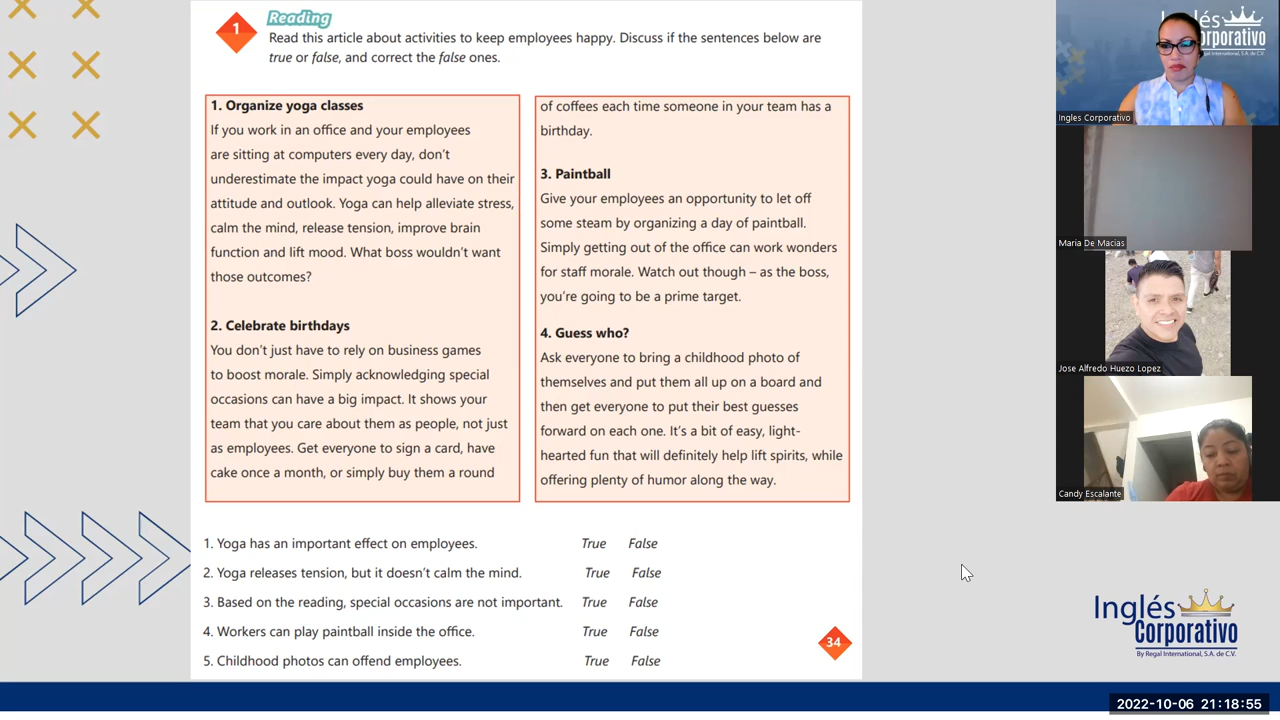 1
Reading
Read this article about activities to keep employees happy. Discuss if the sentences below are
true or false, and correct the false ones.
1. Organize yoga classes
If you work in an office and your employees
are sitting at computers every day, don't
underestimate the impact yoga could have on their
attitude and outlook. Yoga can help alleviate stress,
calm the mind, release tension, improve brain
function and lift mood. What boss wouldn't want
those outcomes?
2. Celebrate birthdays
You don't just have to rely on business games
to boost morale. Simply acknowledging special
occasions can have a big impact. It shows your
team that you care about them as people, not just
as employees. Get everyone to sign a card, have
cake once a month, or simply buy them a round
of coffees each time someone in your team has a
birthday.
3. Paintball
Give your employees an opportunity to let off
some steam by organizing a day of paintball.
Simply getting out of the office can work wonders
for staff morale. Watch out though – as the boss,
you're going to be a prime target.
4. Guess who?
Ask everyone to bring a childhood photo of
themselves and put them all up on a board and
then get everyone to put their best guesses
forward on each one. It's a bit of easy, light-
hearted fun that will definitely help lift spirits, while
offering plenty of humor along the way.
1. Yoga has an important effect on employees. True False
2. Yoga releases tension, but it doesn't calm the mind. True False
3. Based on the reading, special occasions are not important. True False
4. Workers can play paintball inside the office. True False
5. Childhood photos can offend employees. True False
34
Ingles Corporativo
Maria De Macias
Jose Alfredo Huezo Lopez
Candy Escalante
Inglés
Corporativo
By Regal International, S.A. de C.V.
2022-10-06 21:18:55